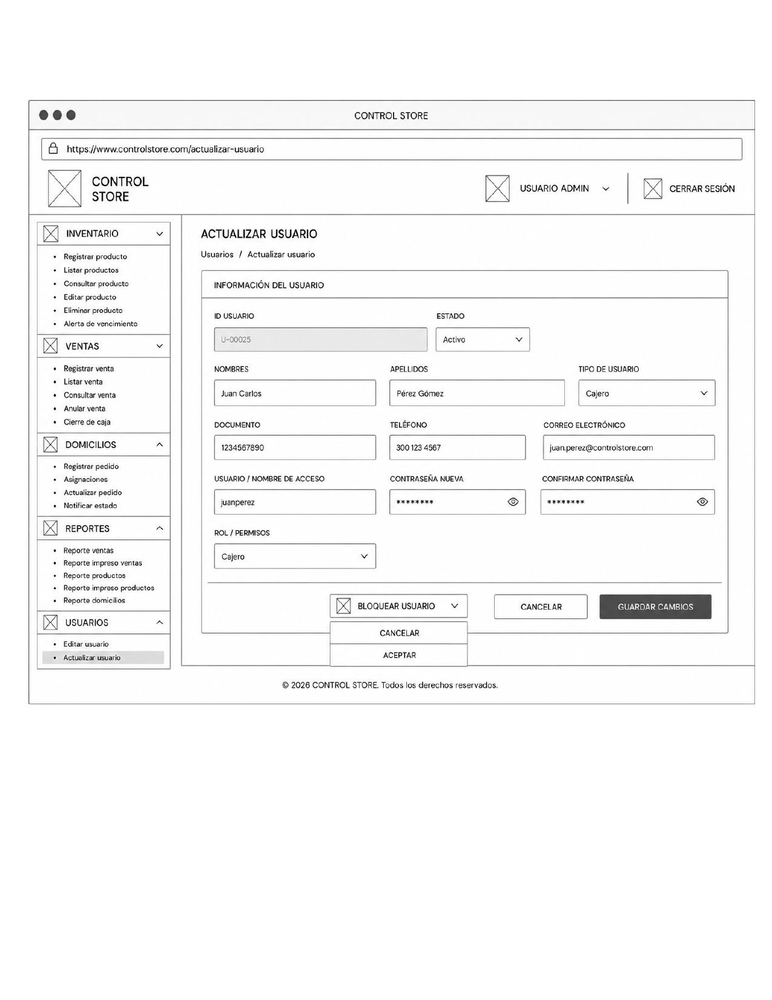 CONTROL STORE
https://www.controlstore.com/actualizar-usuario
CONTROL
STORE
USUARIO ADMIN
CERRAR SESIÓN
INVENTARIO
• Registrar producto
• Listar productos
• Consultar producto
• Editar producto
• Eliminar producto
• Alerta de vencimiento
VENTAS
• Registrar venta
• Listar venta
• Consultar venta
• Anular venta
• Cierre de caja
DOMICILIOS
• Registrar pedido
• Asignaciones
• Actualizar pedido
• Notificar estado
REPORTES
• Reporte ventas
• Reporte impreso ventas
• Reporte productos
• Reporte impreso productos
• Reporte domicilios
USUARIOS
• Editar usuario
• Actualizar usuario
ACTUALIZAR USUARIO
Usuarios / Actualizar usuario
INFORMACIÓN DEL USUARIO
ID USUARIO
U-00025
ESTADO
Activo
NOMBRES
Juan Carlos
APELLIDOS
Pérez Gómez
TIPO DE USUARIO
Cajero
DOCUMENTO
1234567890
TELÉFONO
300 123 4567
CORREO ELECTRÓNICO
juan.perez@controlstore.com
USUARIO / NOMBRE DE ACCESO
juanperez
CONTRASEÑA NUEVA
********
CONFIRMAR CONTRASEÑA
********
ROL / PERMISOS
Cajero
BLOQUEAR USUARIO
CANCELAR
ACEPTAR
CANCELAR
GUARDAR CAMBIOS
© 2026 CONTROL STORE. Todos los derechos reservados.